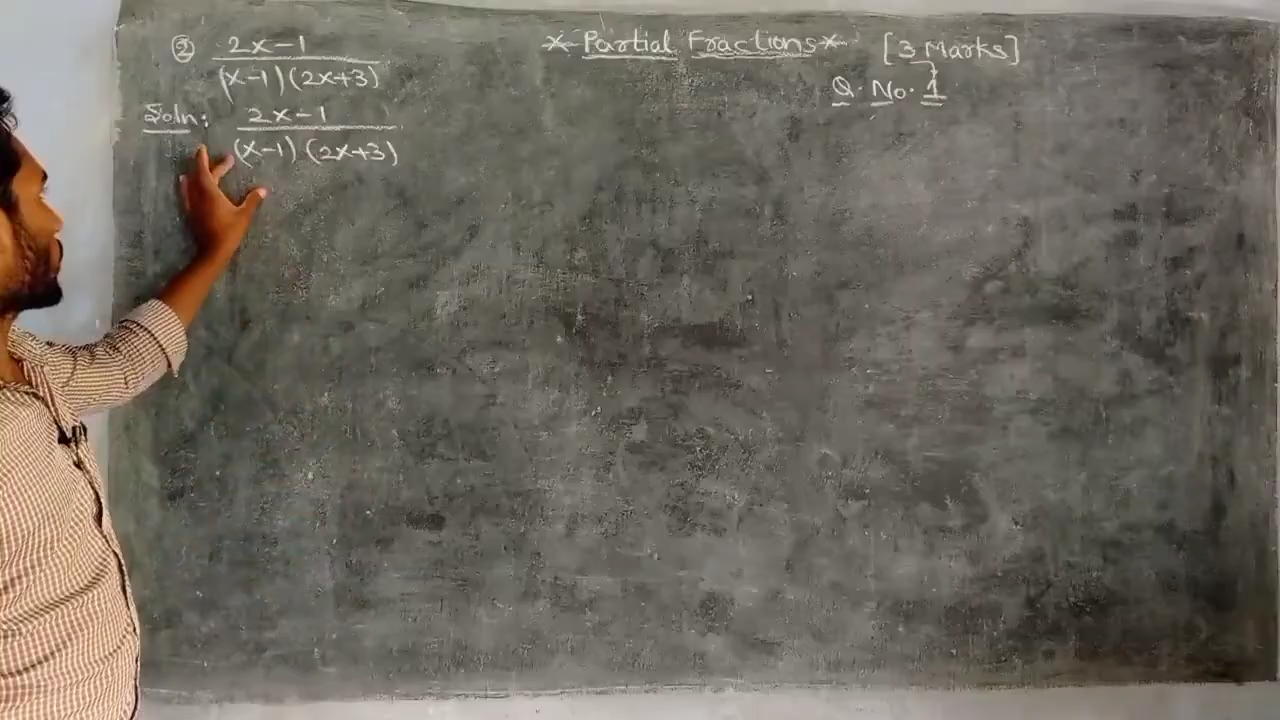 ② 2x-1
(x-1)(2x+3)
Soln: 2x-1
(x-1)(2x+3)
* Partial Fractions * [3 Marks]
Q. No. 1